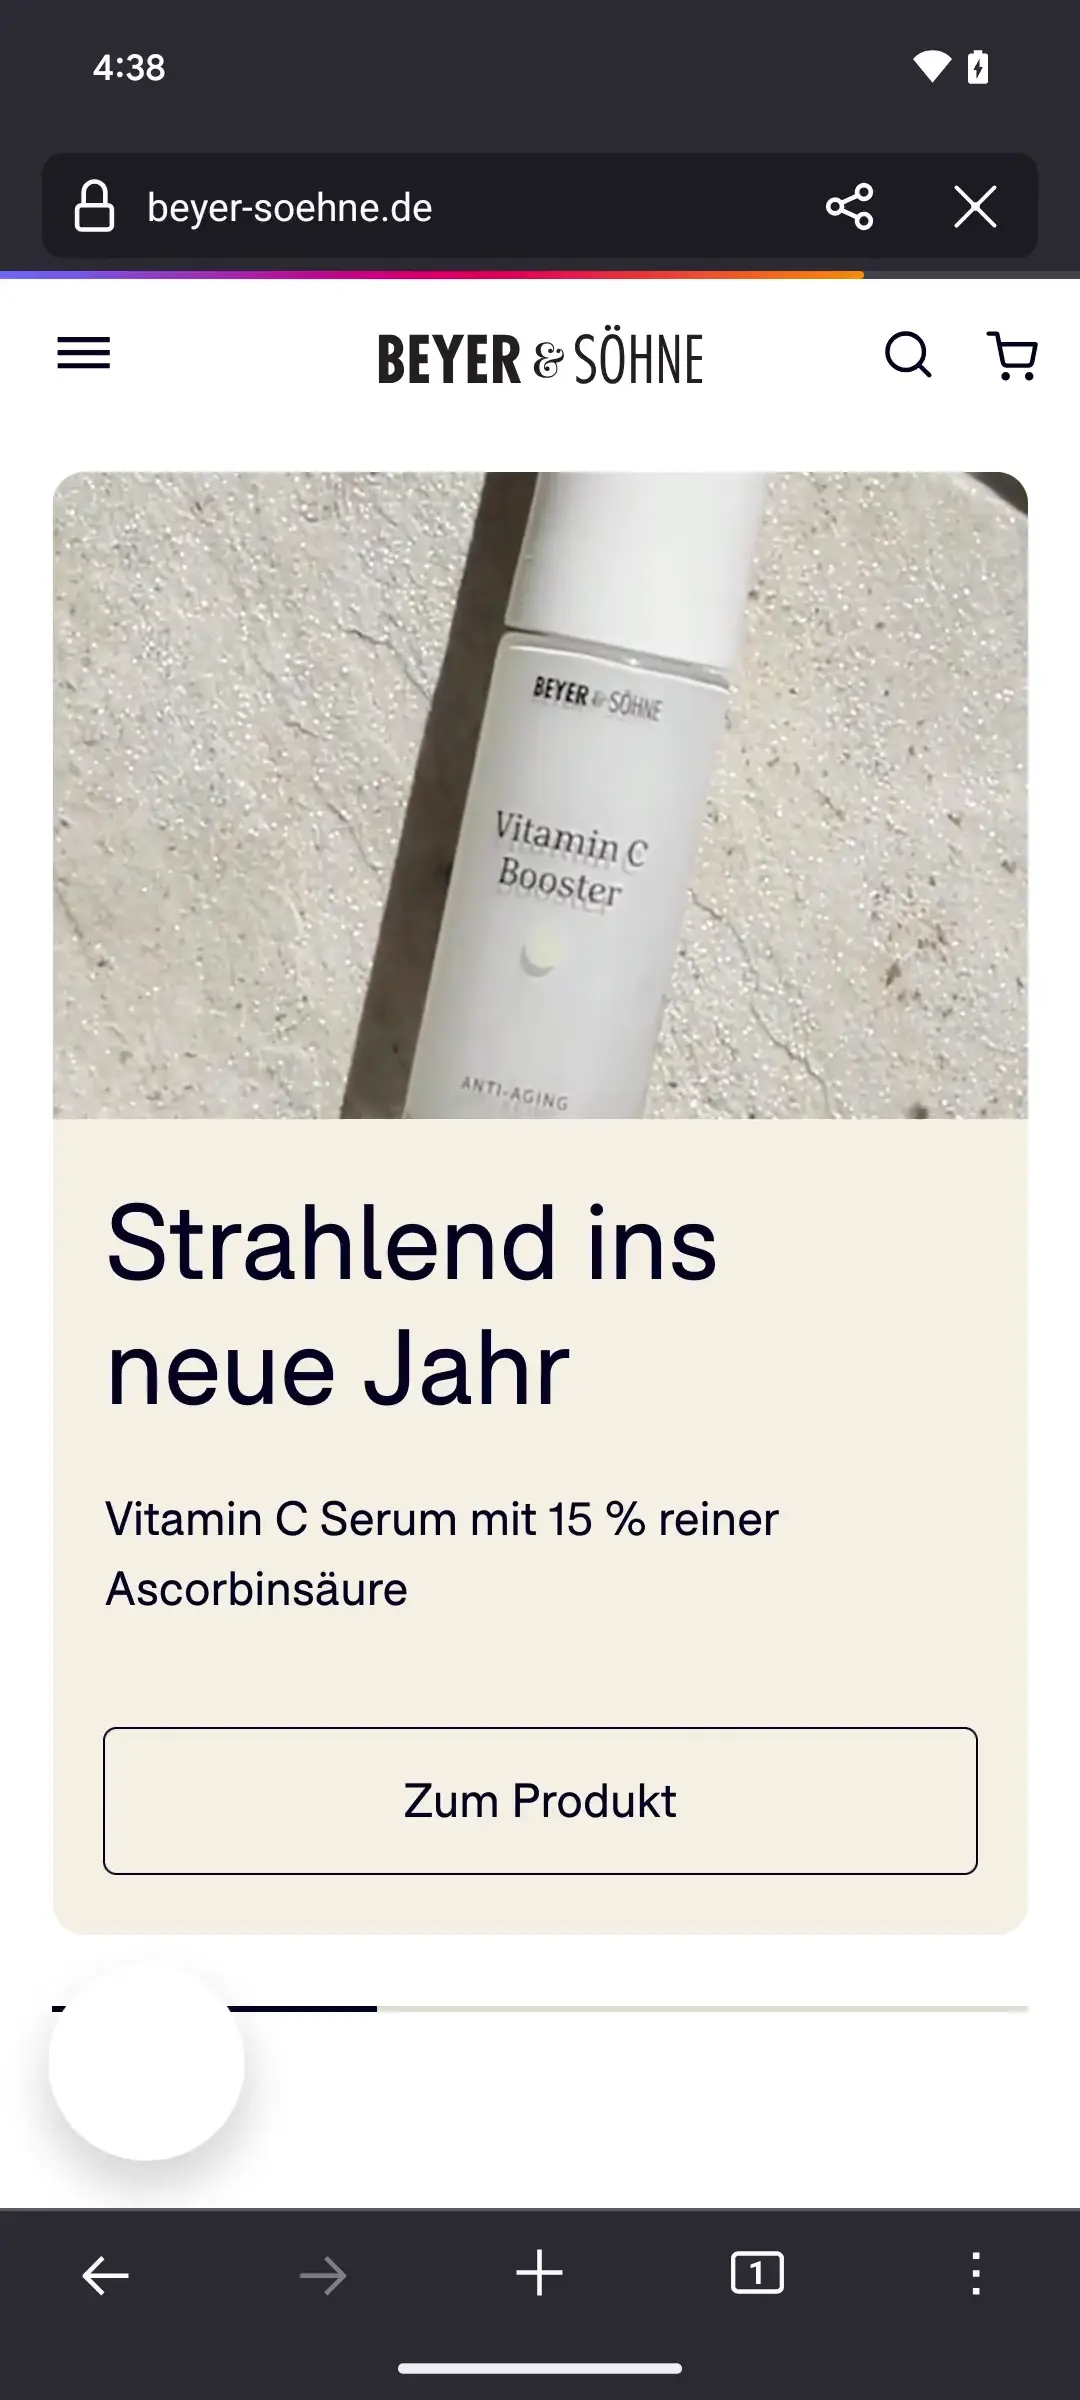 4:38
beyer-soehne.de
BEYER & SÖHNE
BEYER & SÖHNE
Vitamin C
Booster
ANTI-AGING
Strahlend ins
neue Jahr
Vitamin C Serum mit 15 % reiner
Ascorbinsäure
Zum Produkt
1